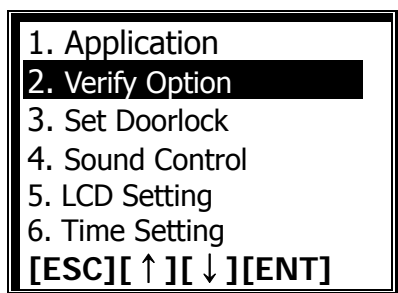 1. Application
2. Verify Option
3. Set Doorlock
4. Sound Control
5. LCD Setting
6. Time Setting
[ESC][↑][↓][ENT]